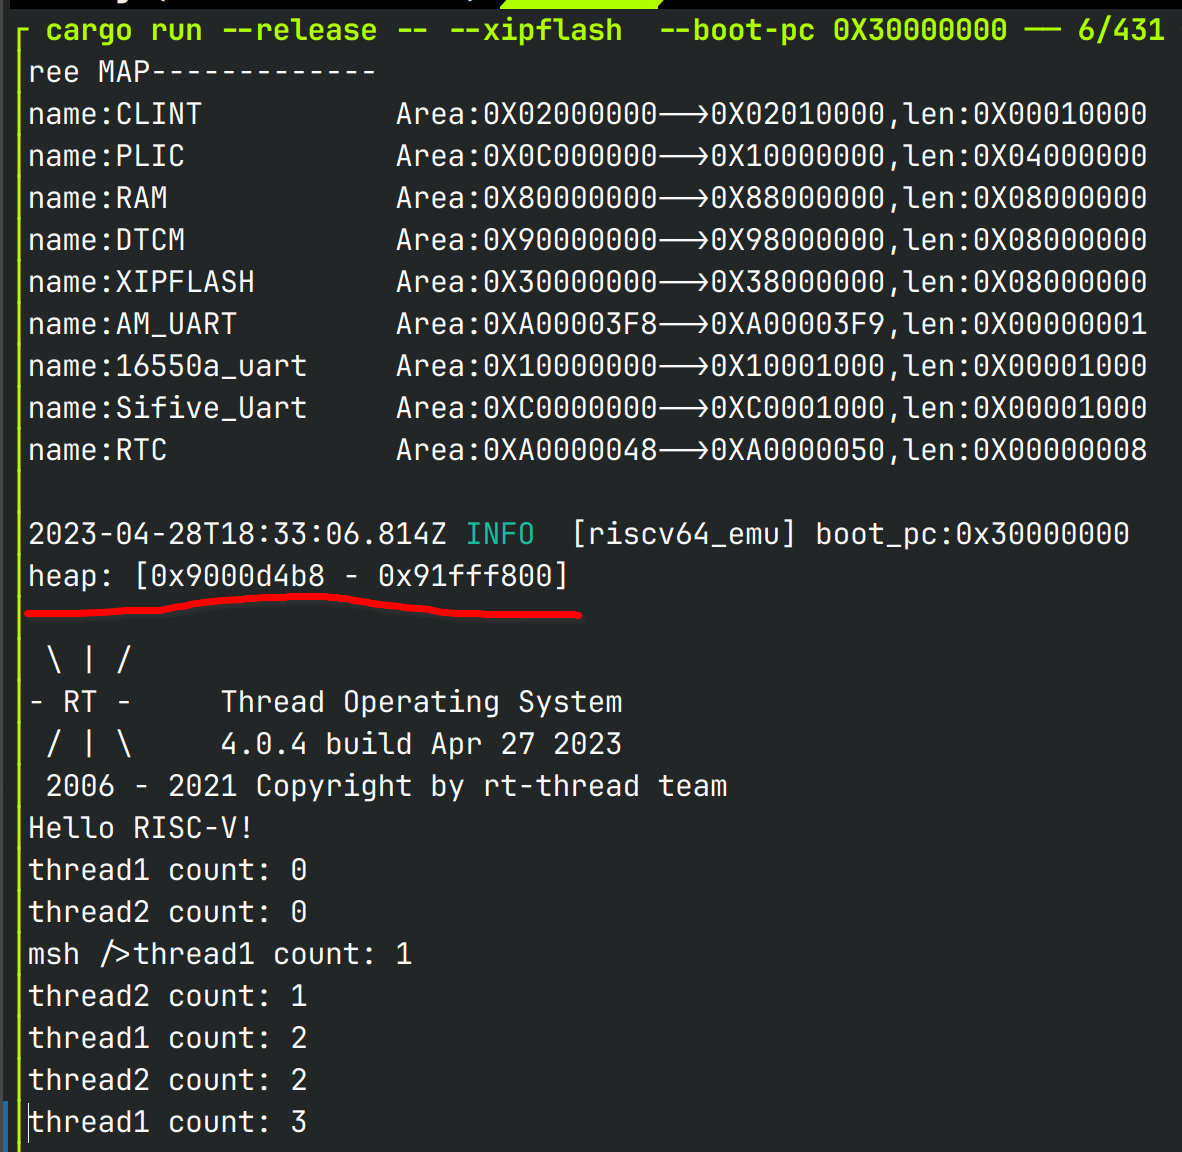 cargo run --release -- --xipflash  --boot-pc 0X30000000 —— 6/431
ree MAP-------------
name:CLINT           Area:0X02000000-->0X02010000,len:0X00010000
name:PLIC            Area:0X0C000000-->0X10000000,len:0X04000000
name:RAM             Area:0X80000000-->0X88000000,len:0X08000000
name:DTCM            Area:0X90000000-->0X98000000,len:0X08000000
name:XIPFLASH        Area:0X30000000-->0X38000000,len:0X08000000
name:AM_UART         Area:0XA00003F8-->0XA00003F9,len:0X00000001
name:16550a_uart     Area:0X10000000-->0X10001000,len:0X00001000
name:Sifive_Uart     Area:0XC0000000-->0XC0001000,len:0X00001000
name:RTC             Area:0XA0000048-->0XA0000050,len:0X00000008
2023-04-28T18:33:06.814Z INFO  [riscv64_emu] boot_pc:0x30000000
heap: [0x9000d4b8 - 0x91fff800]
 \ | /
- RT -     Thread Operating System
 / | \     4.0.4 build Apr 27 2023
 2006 - 2021 Copyright by rt-thread team
Hello RISC-V!
thread1 count: 0
thread2 count: 0
msh />thread1 count: 1
thread2 count: 1
thread1 count: 2
thread2 count: 2
thread1 count: 3